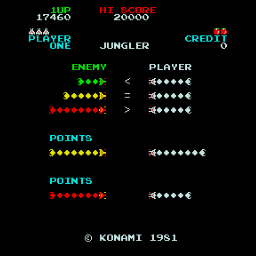 1UP HI SCORE
17460 20000
PLAYER CREDIT
ONE JUNGLER 0
ENEMY PLAYER
<
=
>
POINTS
POINTS
© KONAMI 1981